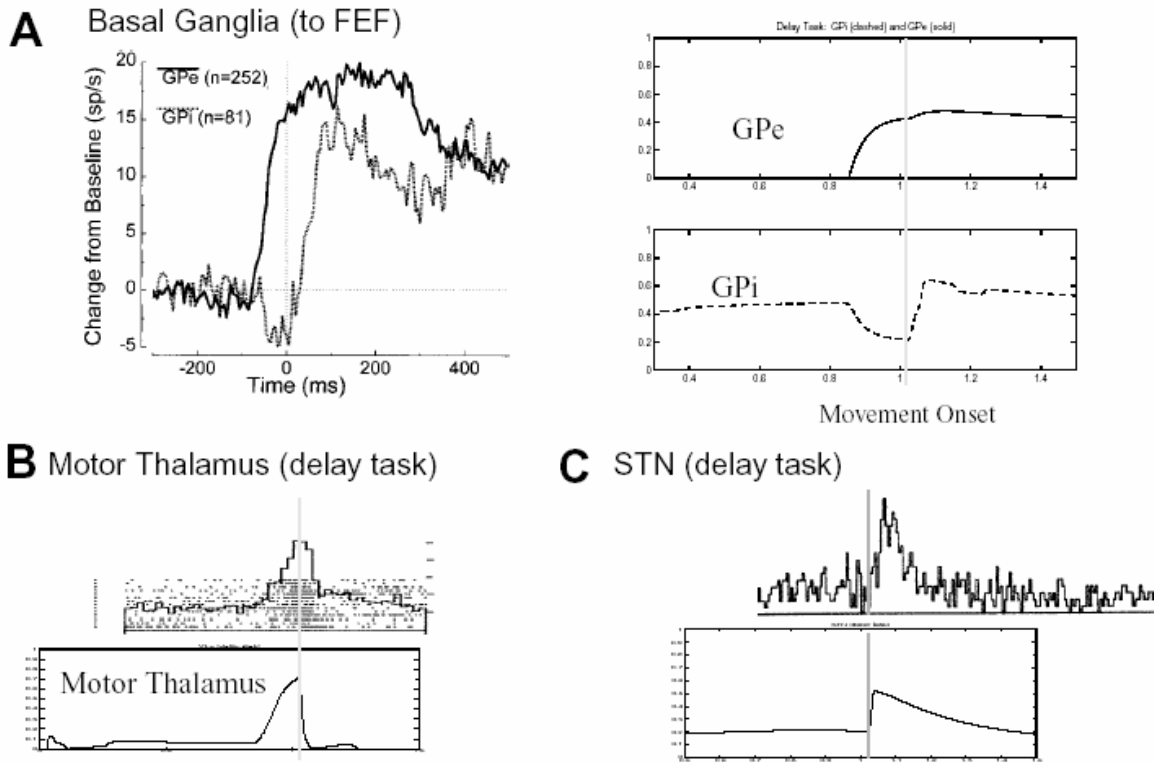 A
Basal Ganglia (to FEF)
Change from Baseline (sp/s)
20
15
10
5
0
-5
GPe (n=252)
GPi (n=81)
-200 0 200 400
Time (ms)
Delay Task: GPi (dashed) and GPe (solid)
1
0.8
0.6
0.4
0.2
0
GPe
0.4 0.6 0.8 1 1.2 1.4
1
0.8
0.6
0.4
0.2
0
GPi
0.4 0.6 0.8 1 1.2 1.4
Movement Onset
B Motor Thalamus (delay task)
Motor Thalamus
C STN (delay task)